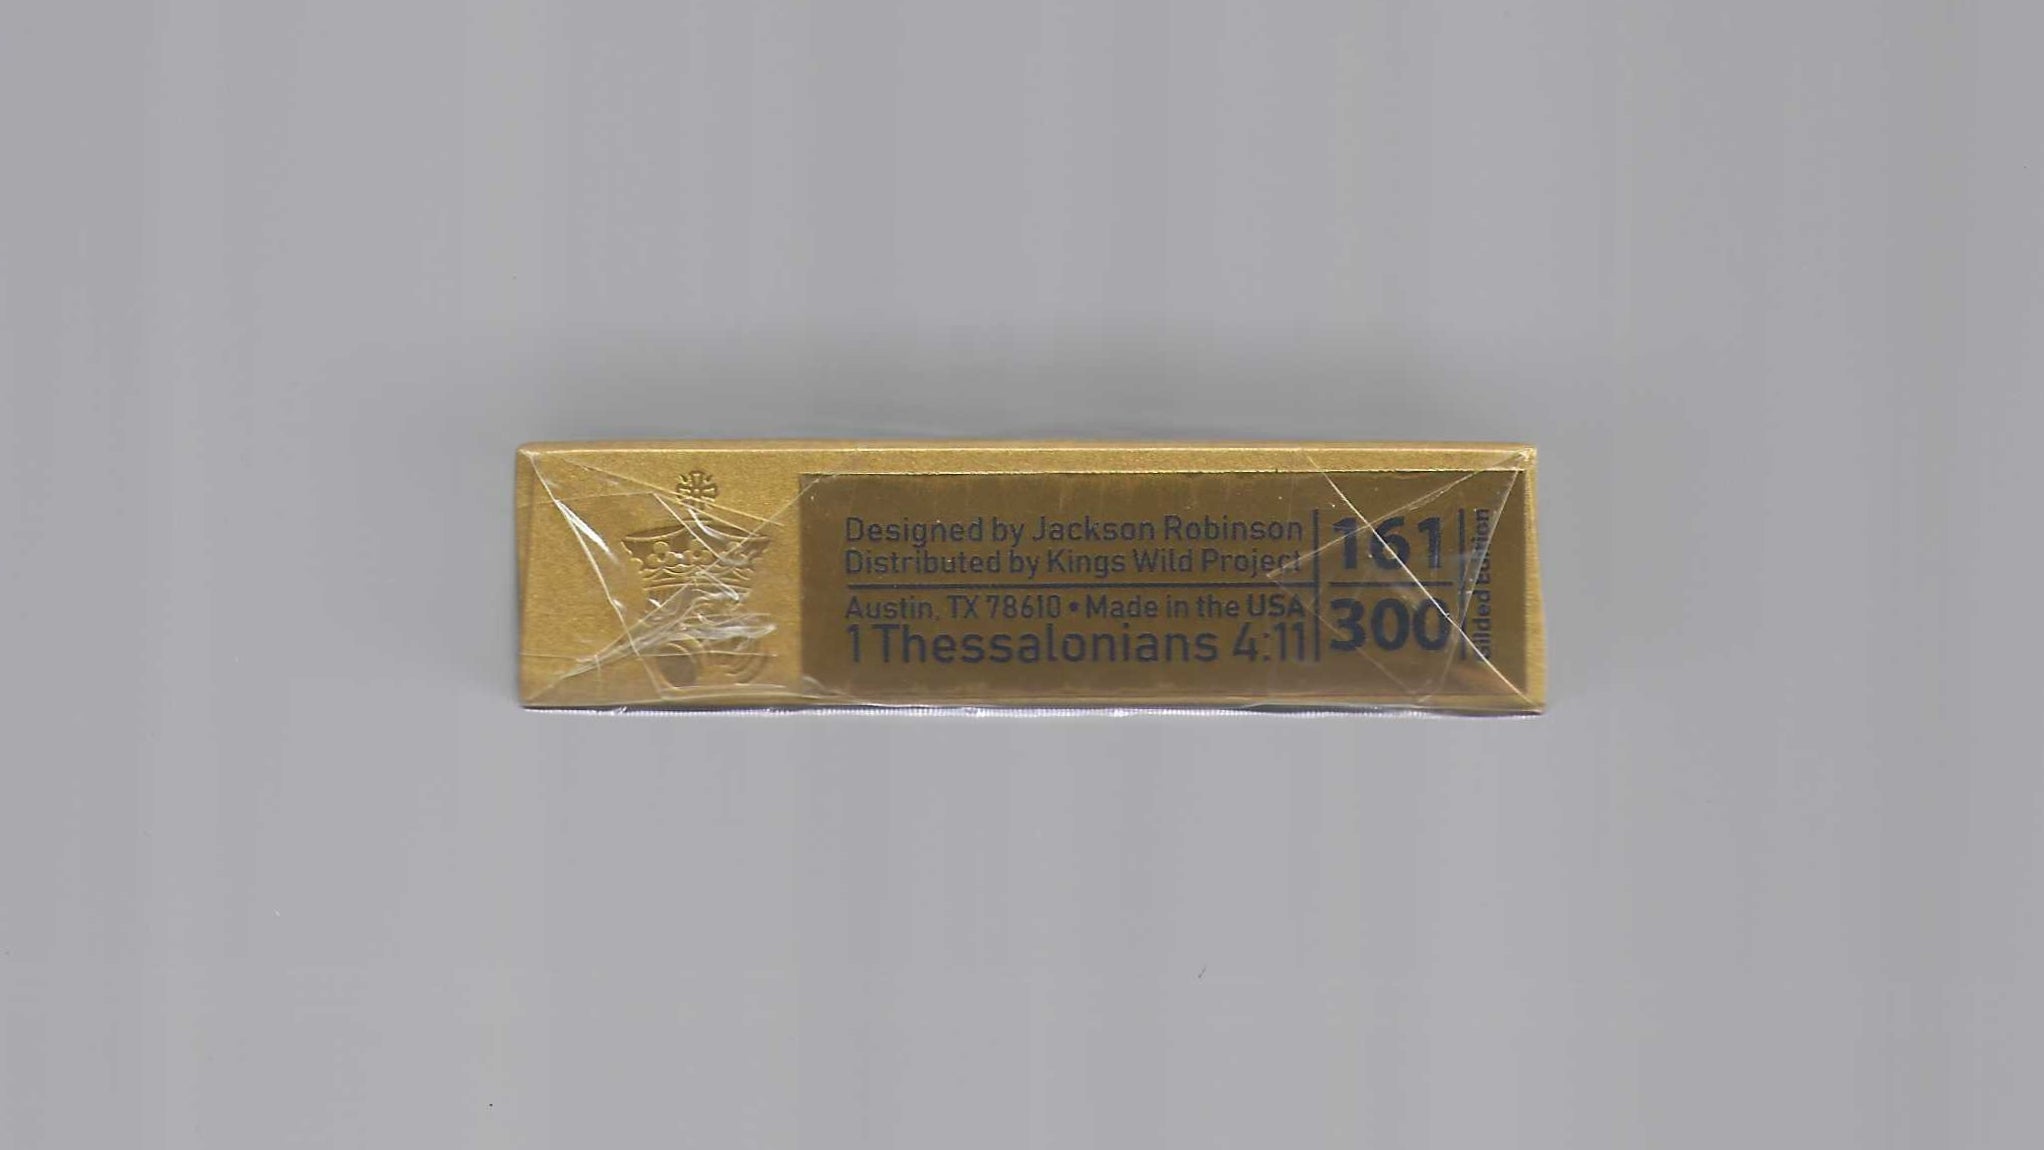 Designed by Jackson Robinson
Distributed by Kings Wild Project
Austin, TX 78610 • Made in the USA
1 Thessalonians 4:11
161
300
Gilded Edition